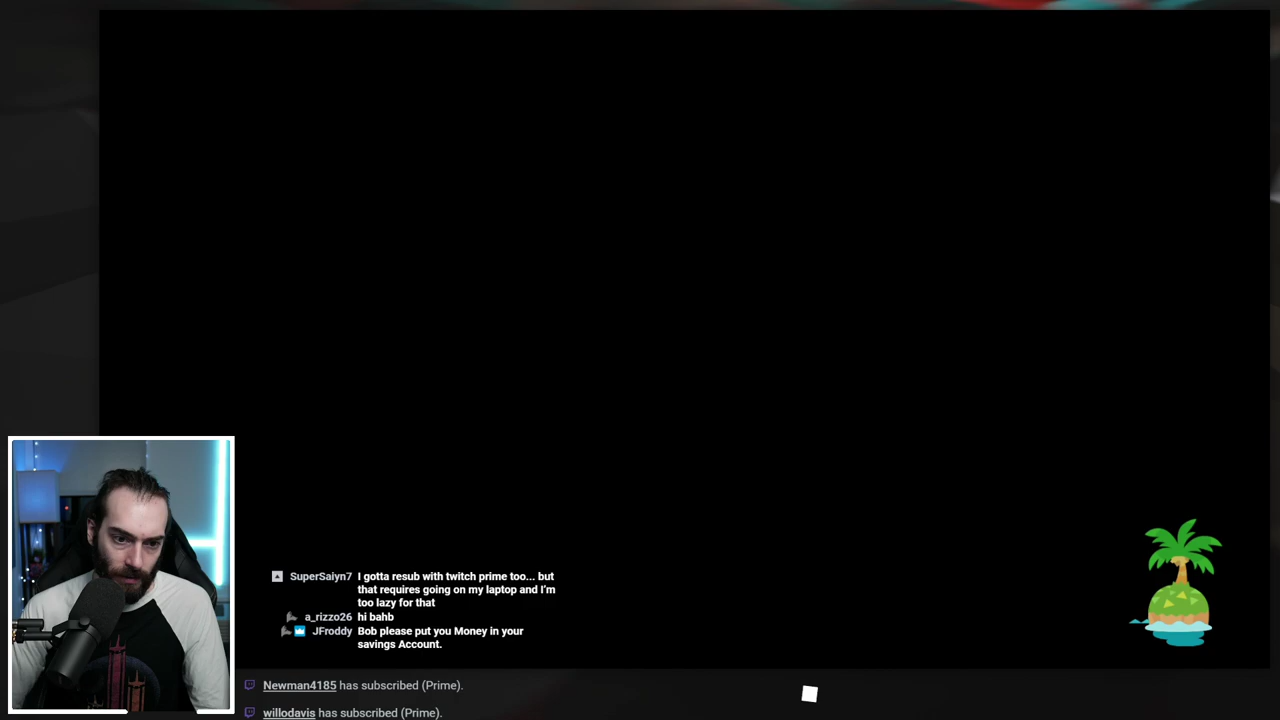 SuperSaiyn7 I gotta resub with twitch prime too... but
that requires going on my laptop and I'm
too lazy for that
a_rizzo26 hi bahb
JFroddy Bob please put you Money in your
savings Account.
Newman4185 has subscribed (Prime).
willodavis has subscribed (Prime).